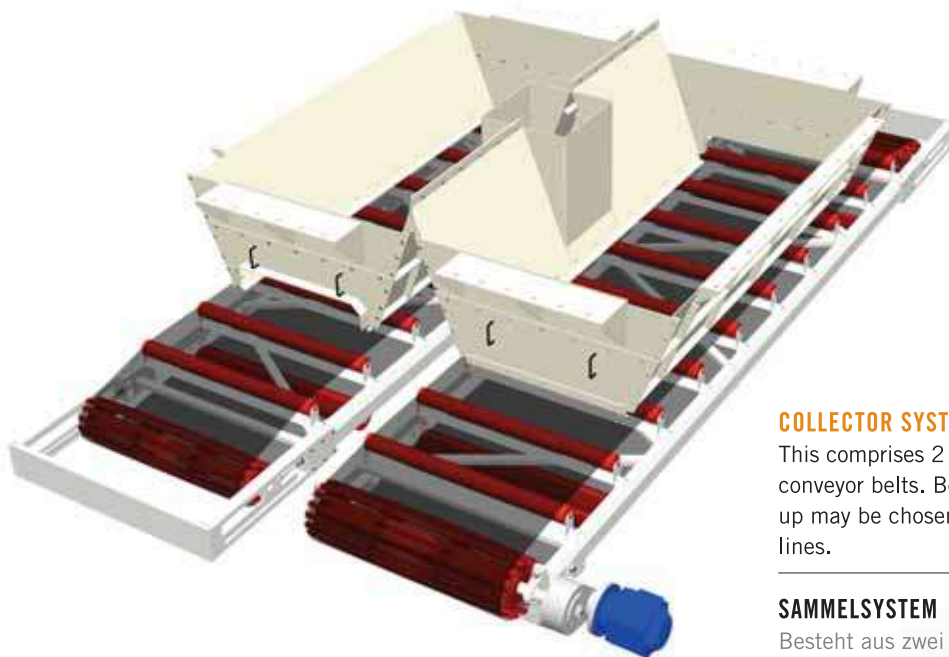 COLLECTOR SYST
This comprises 2
conveyor belts. B
up may be chosen
lines.
SAMMELSYSTEM
Besteht aus zwei